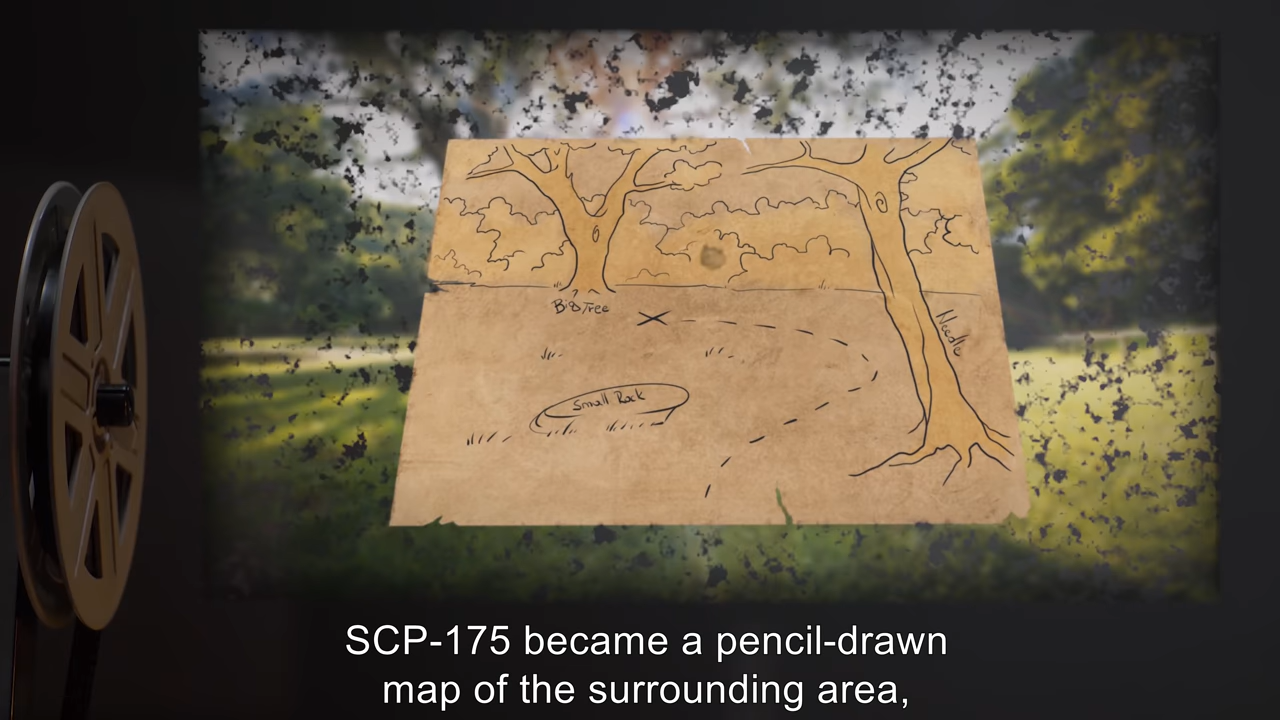 Big Tree
Needle
Small Rock
SCP-175 became a pencil-drawn
map of the surrounding area,